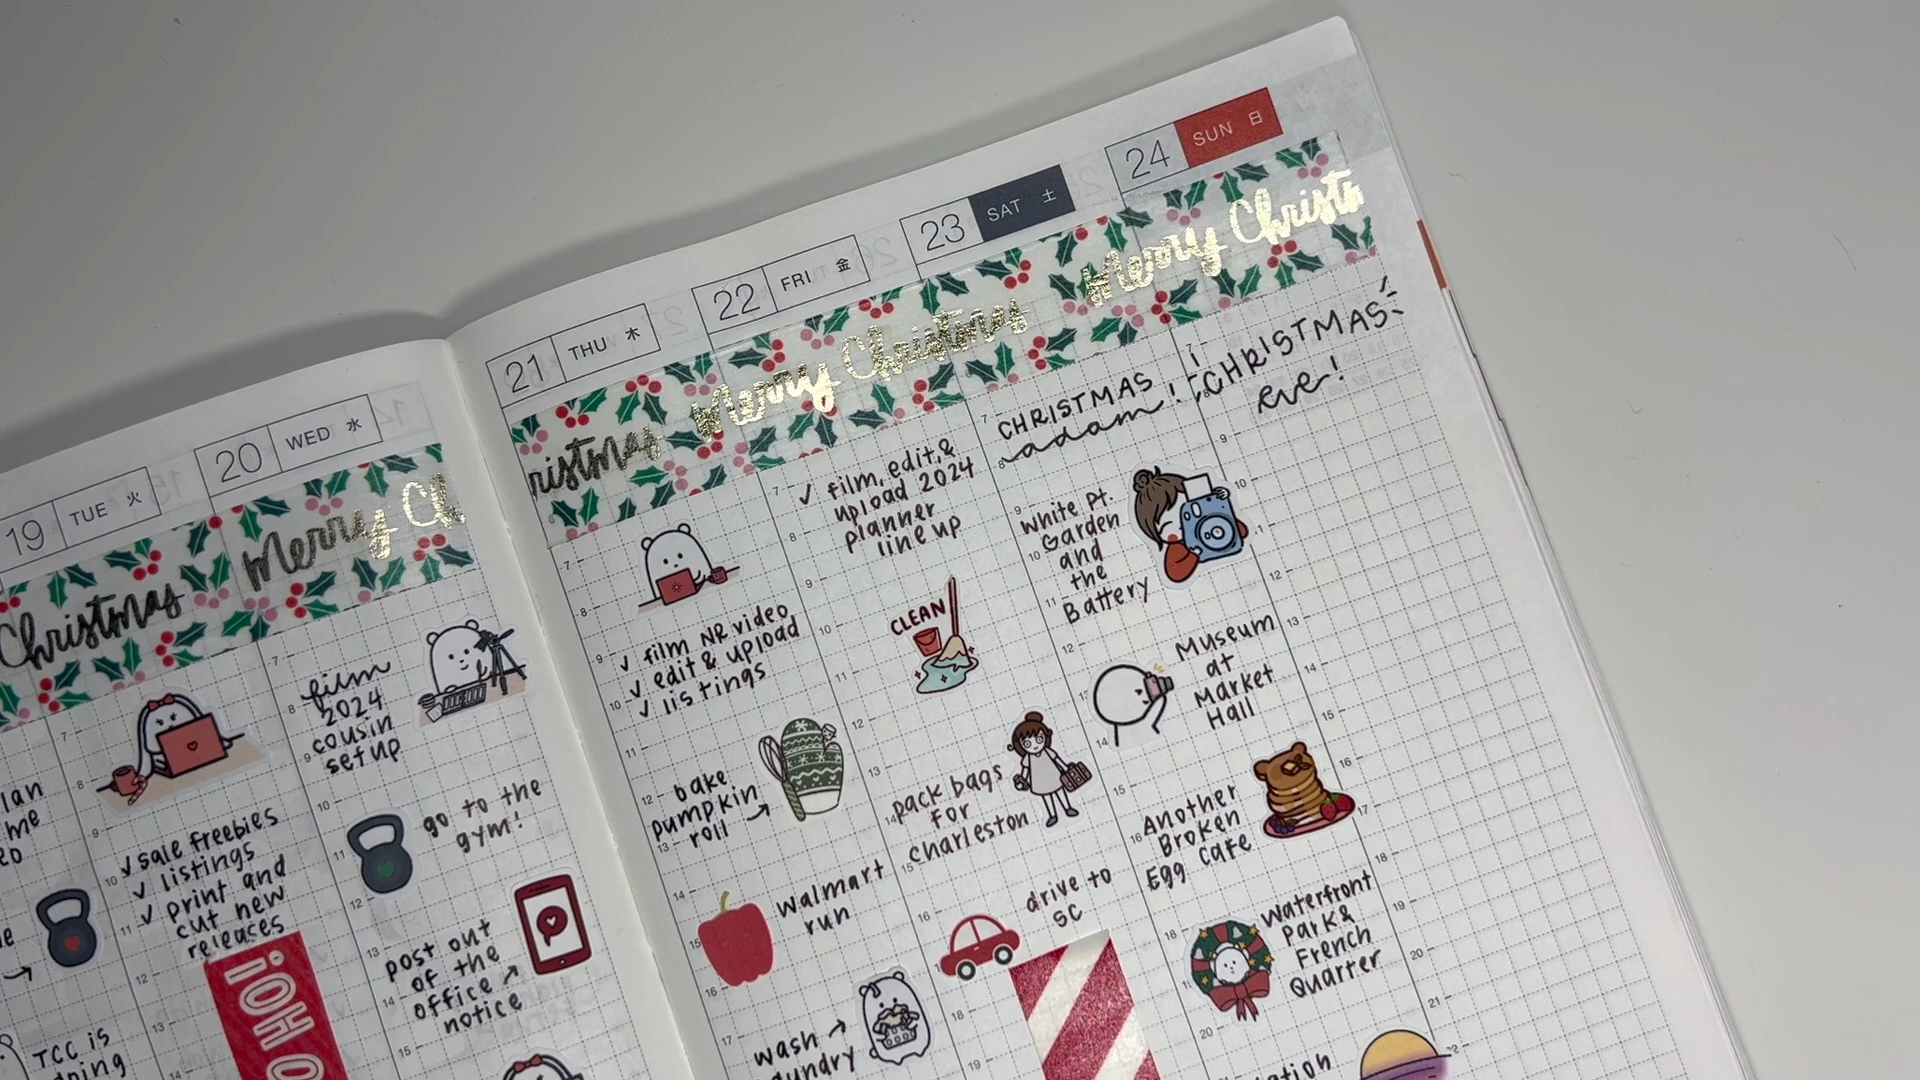 19 TUE 火
20 WED 水
21 THU 木
22 FRI 金
23 SAT 土
24 SUN 日
Christmas
Merry Ch
ristmas
Merry Christmas
Merry Christm
lan
me
✓ sale freebies
✓ listings
✓ print and
cut new
releases
HO!
TCC is
film
2024
cousin
setup
go to the
gym!
post out
of the
office
notice
✓ film NR video
✓ edit & upload
✓ listings
bake
pumpkin
roll
Walmart
run
wash
✓ film, edit, &
upload 2024
planner
line up
CLEAN
pack bags
for
charleston
drive to
SC
CHRISTMAS
adam!
White Pt.
Garden
and
the
Battery
Museum
at
Market
Hall
Another
Broken
Egg Cafe
Waterfront
Park &
French
Quarter
CHRISTMAS
eve!